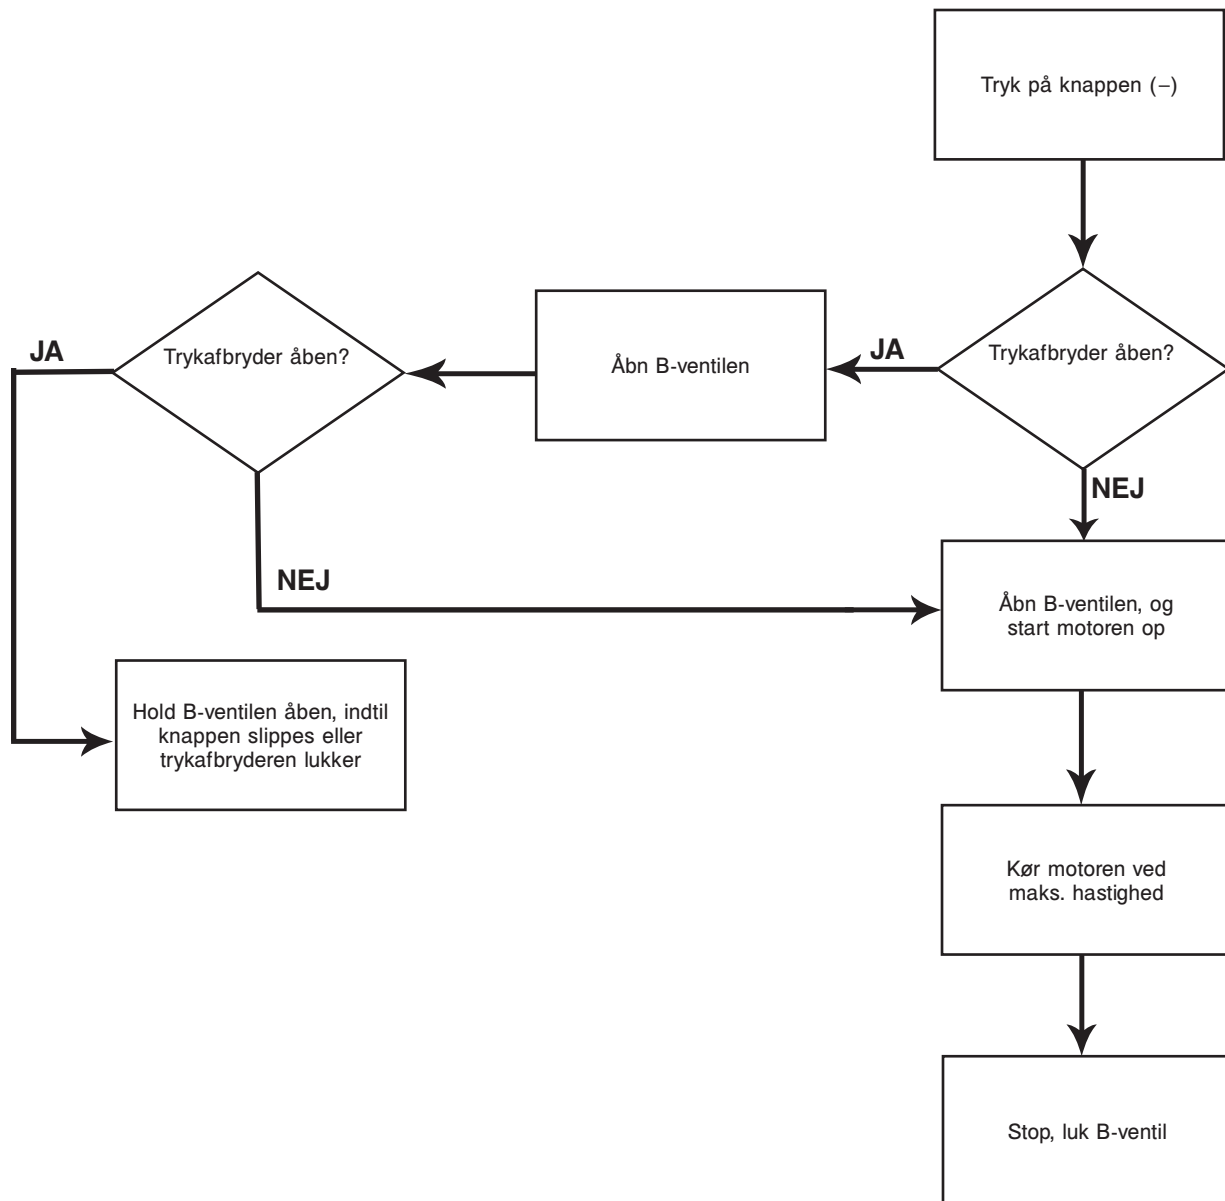 Tryk på knappen (–)
Trykafbryder åben?
JA
Åbn B-ventilen
Trykafbryder åben?
JA
NEJ
NEJ
Åbn B-ventilen, og
start motoren op
Hold B-ventilen åben, indtil
knappen slippes eller
trykafbryderen lukker
Kør motoren ved
maks. hastighed
Stop, luk B-ventil